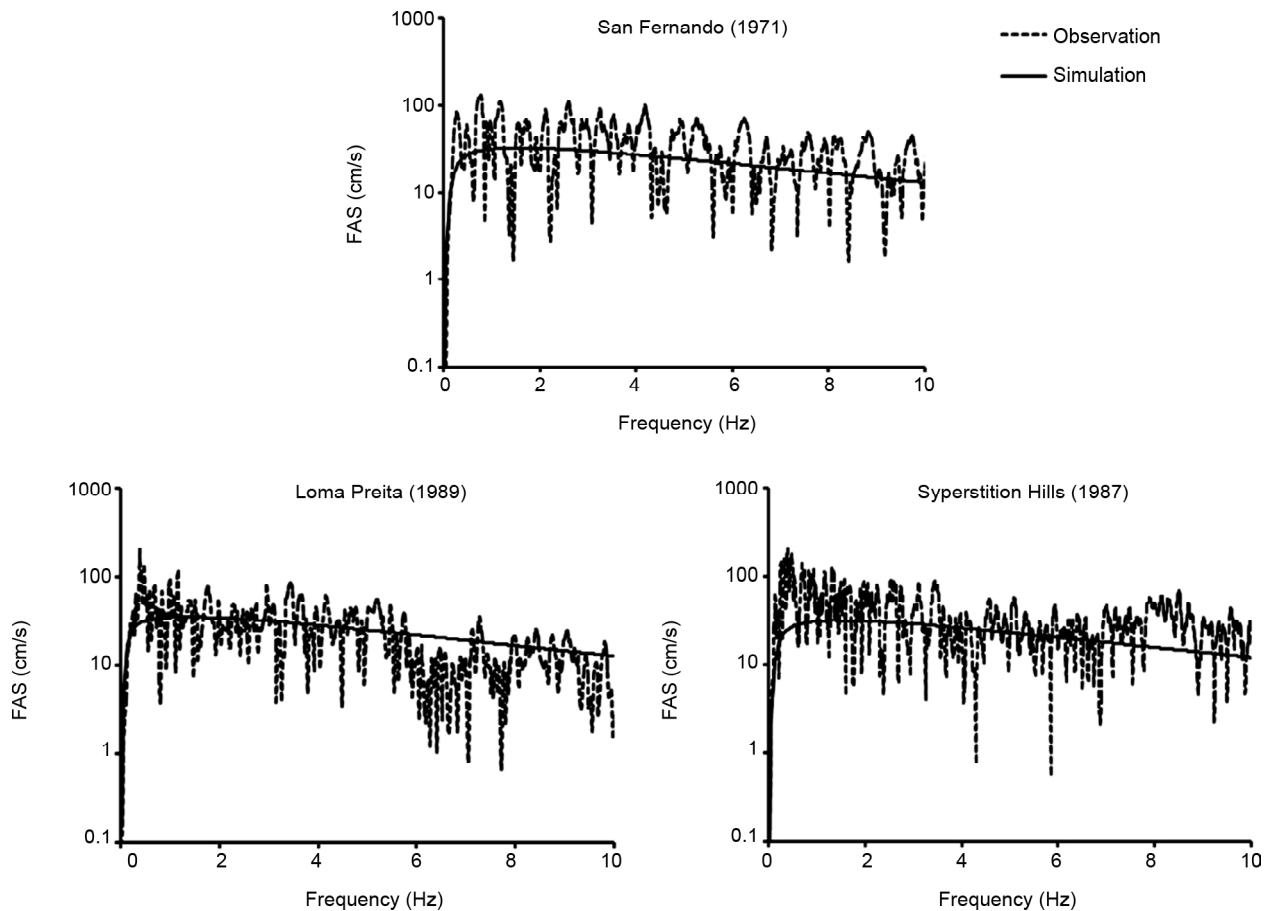 San Fernando (1971)
Observation
Simulation
FAS (cm/s)
1000
100
10
1
0.1
0 2 4 6 8 10
Frequency (Hz)
Loma Preita (1989)
FAS (cm/s)
1000
100
10
1
0.1
0 2 4 6 8 10
Frequency (Hz)
Syperstition Hills (1987)
FAS (cm/s)
1000
100
10
1
0.1
0 2 4 6 8 10
Frequency (Hz)